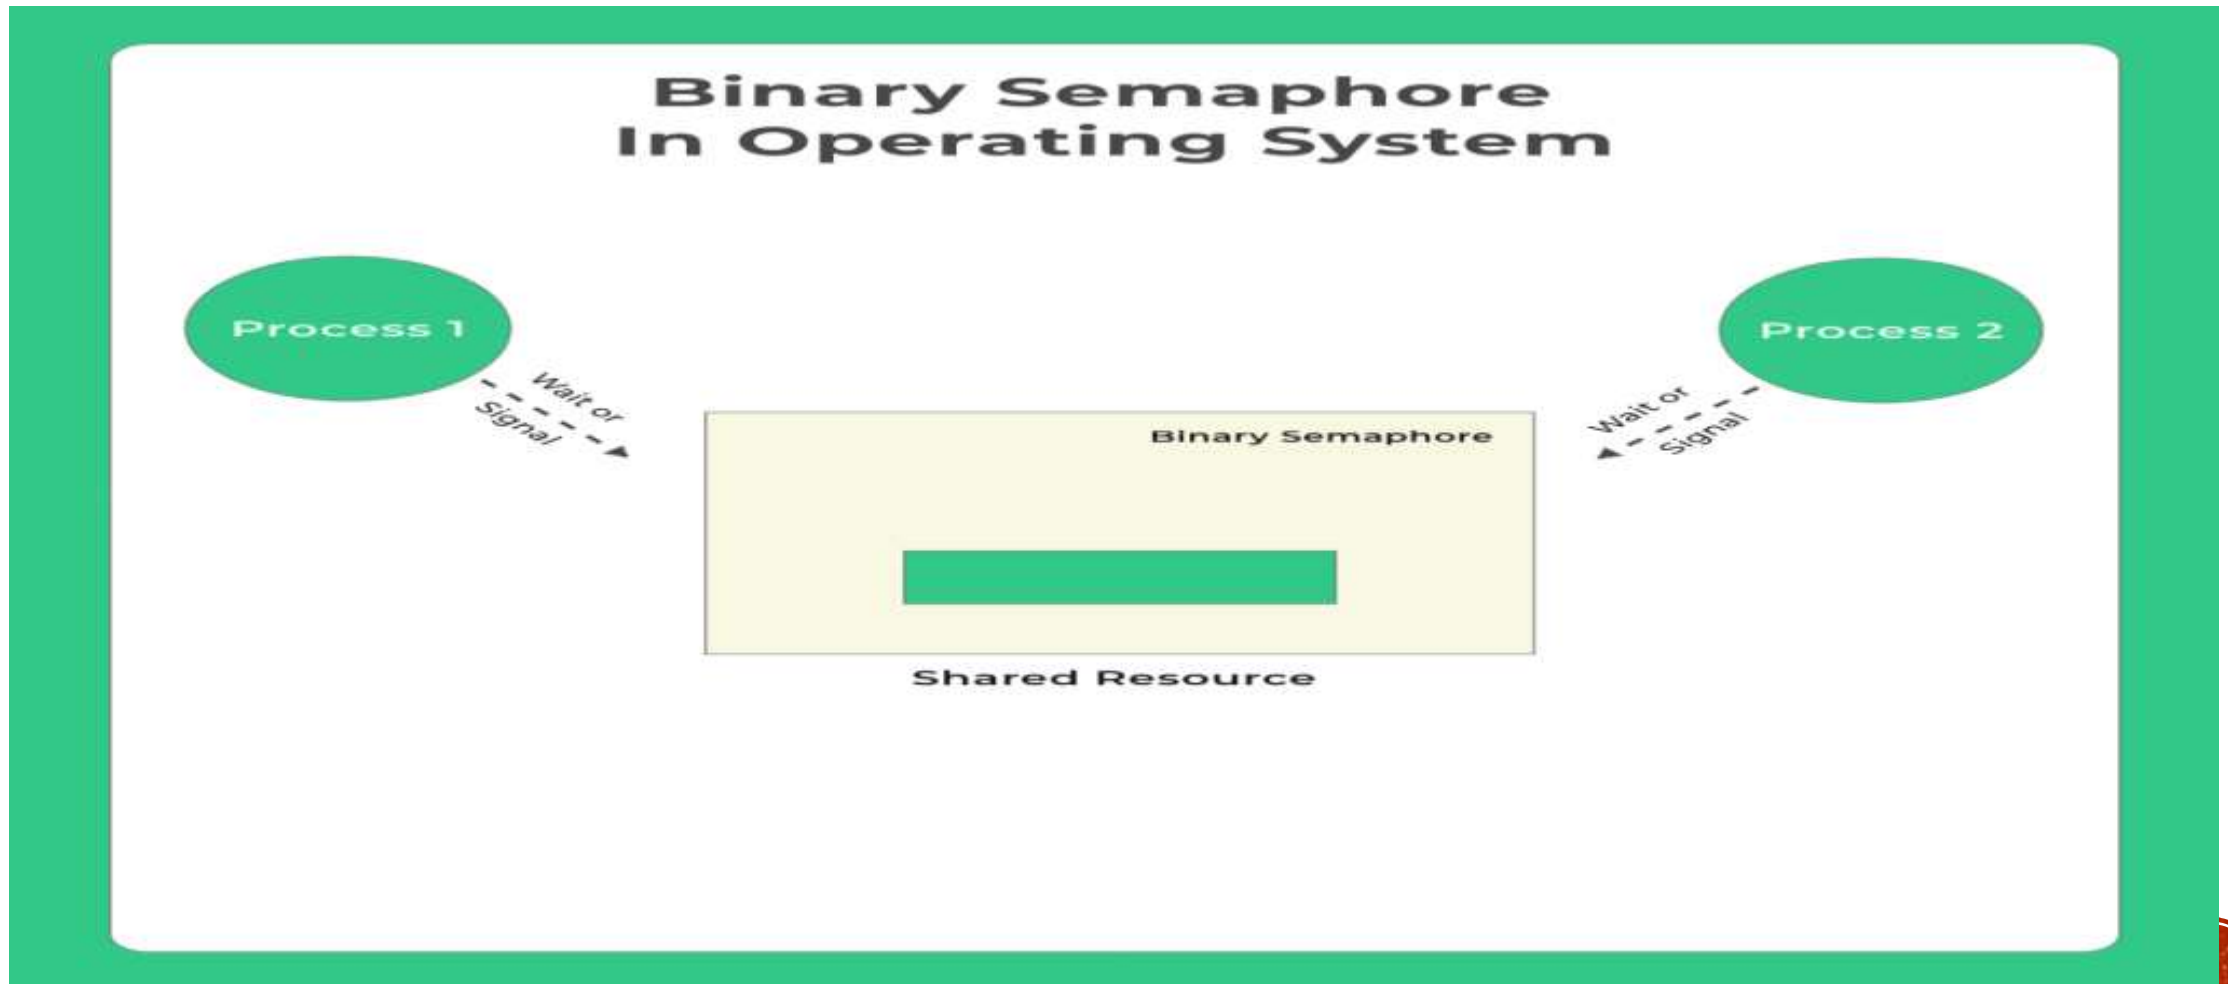 Binary Semaphore
In Operating System
Process 1
Process 2
Wait or
Signal
Wait or
Signal
Binary Semaphore
Shared Resource